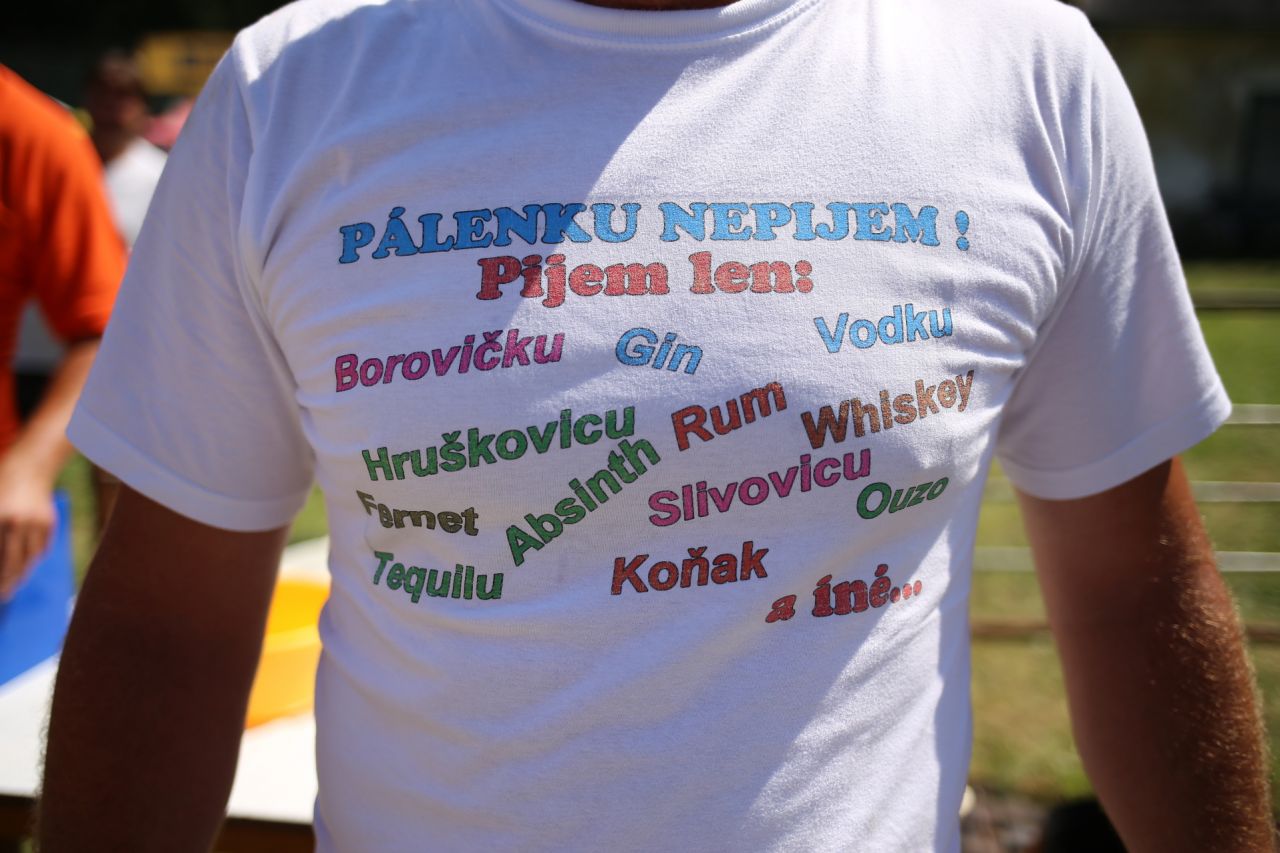 PÁLENKU NEPIJEM !
Pijem len:
Borovičku Gin Vodku
Hruškovicu Rum Whiskey
Fernet Absinth Slivovicu Ouzo
Tequilu Koňak a iné...